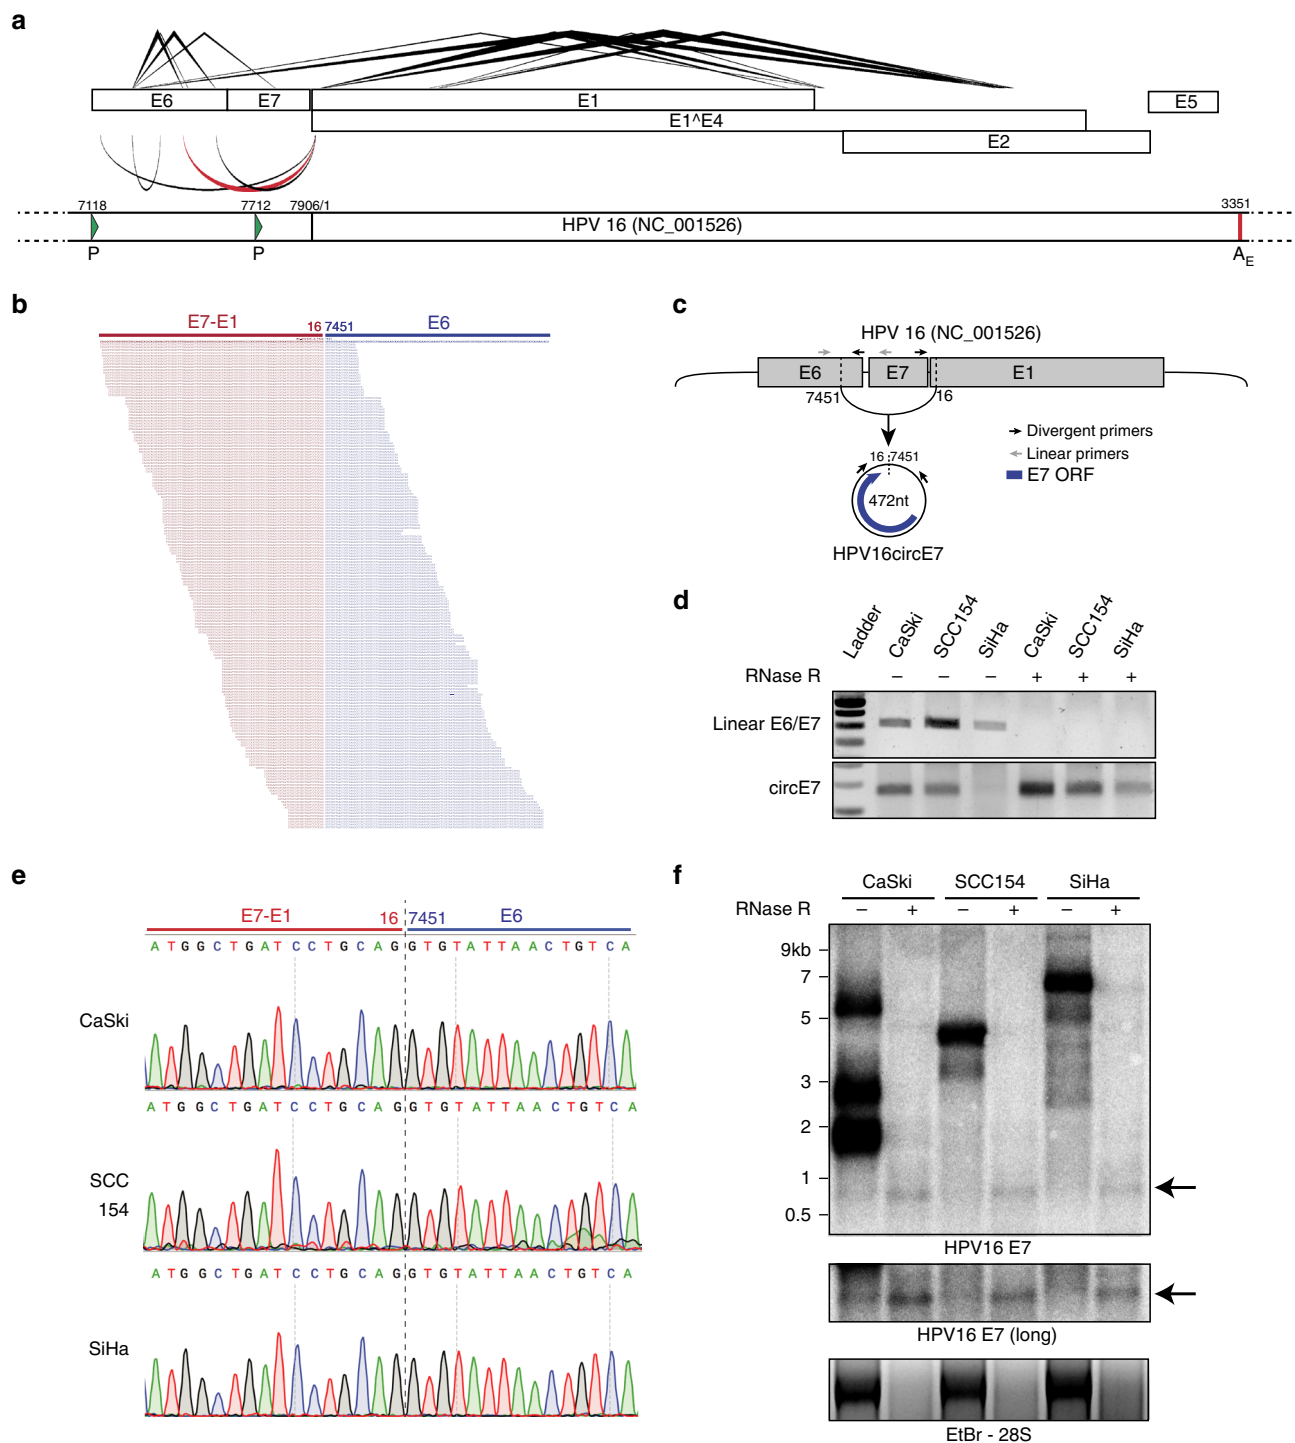 a
E6 E7 E1 E5
E1^E4
E2
7118 7712 7906/1 3351
HPV 16 (NC_001526)
P P AE
b
E7-E1 16 7451 E6
c
HPV 16 (NC_001526)
E6 E7 E1
7451 16
Divergent primers
Linear primers
E7 ORF
16 7451
472nt
HPV16circE7
d
Ladder CaSki SCC154 SiHa CaSki SCC154 SiHa
RNase R – – – + + +
Linear E6/E7
circE7
e
E7-E1 16 7451 E6
A T G G C T G A T C C T G C A G G T G T A T T A A C T G T C A
CaSki
A T G G C T G A T C C T G C A G G T G T A T T A A C T G T C A
SCC
154
A T G G C T G A T C C T G C A G G T G T A T T A A C T G T C A
SiHa
f
CaSki SCC154 SiHa
RNase R – + – + – +
9kb
7
5
3
2
1
0.5
HPV16 E7
HPV16 E7 (long)
EtBr - 28S